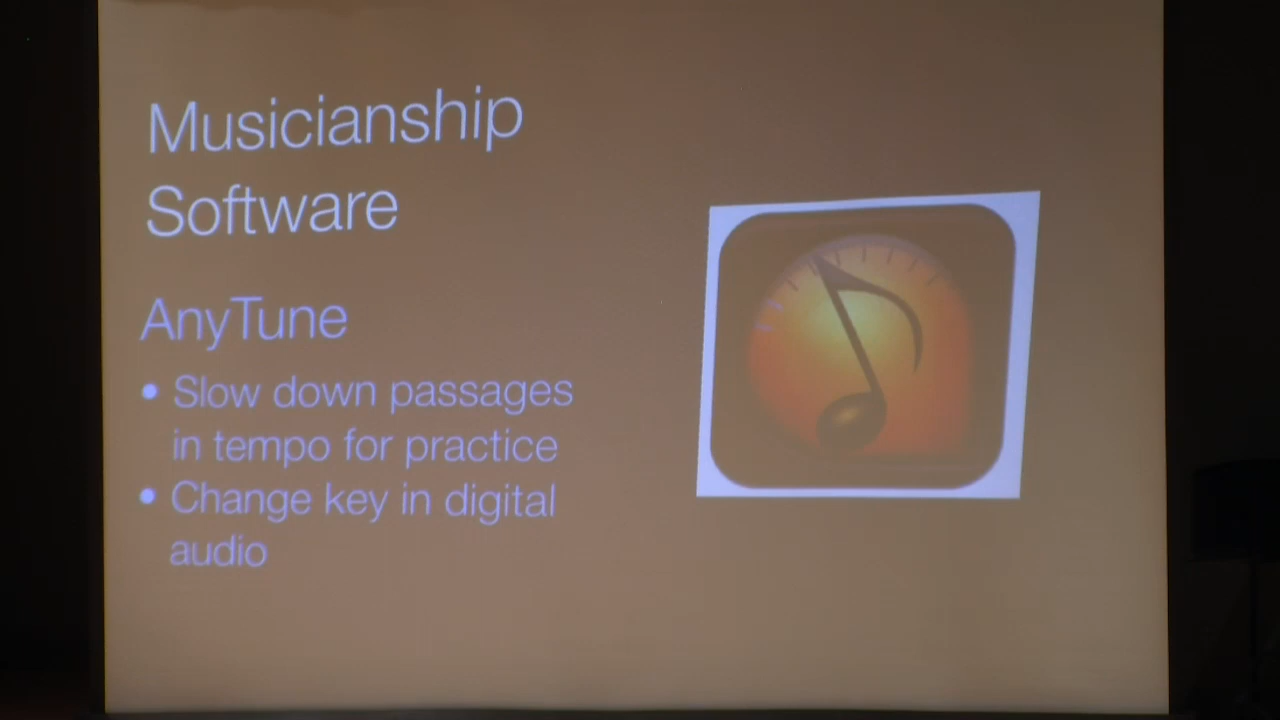 Musicianship
Software
AnyTune
• Slow down passages
in tempo for practice
• Change key in digital
audio